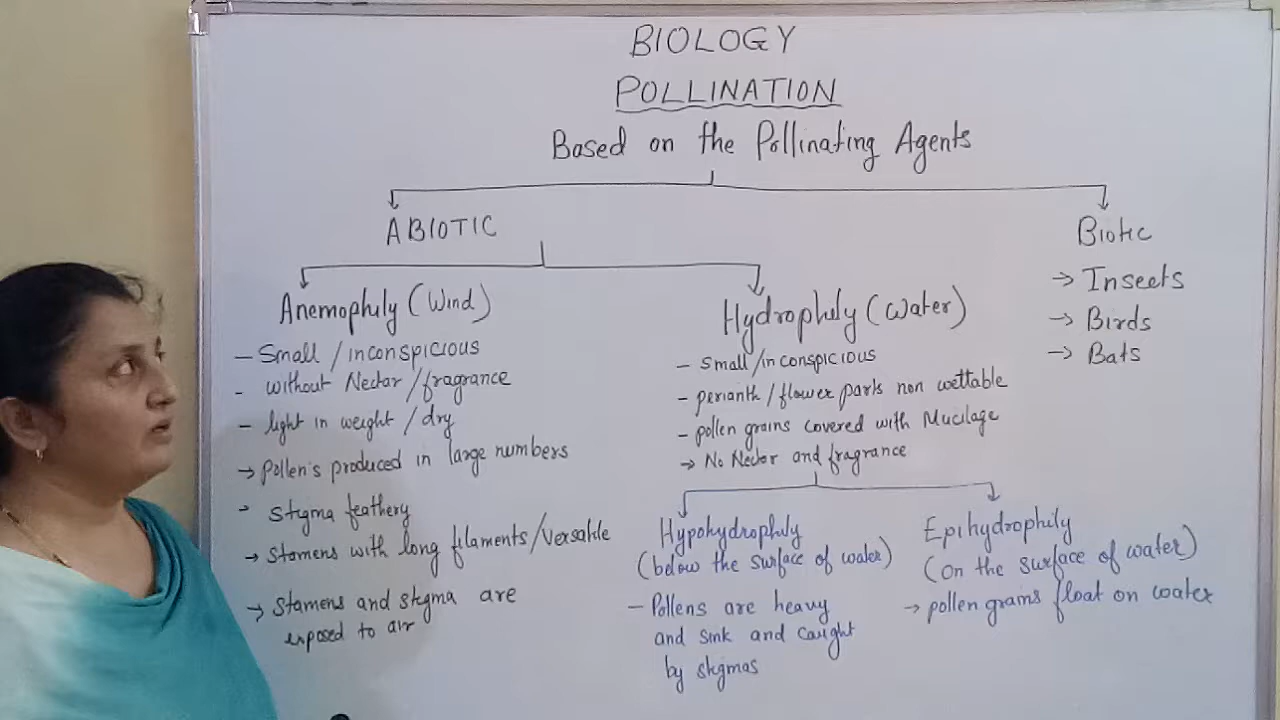 BIOLOGY
POLLINATION
Based on the Pollinating Agents
ABIOTIC
Anemophily (Wind)
- Small / inconspicious
- without Nectar / fragrance
- light in weight / dry
→ Pollen's produced in large numbers
- Stigma feathery
→ Stamens with long filaments / Versatile
→ Stamens and stigma are
exposed to air
Hydrophily (Water)
- Small / inconspicious
- perianth / flower parts non wettable
- pollen grains covered with Mucilage
→ No Nectar and fragrance
Hypohydrophily
(below the surface of water)
- Pollens are heavy
and sink and caught
by stigmas
Epihydrophily
(On the surface of water)
→ pollen grains float on water
Biotic
→ Insects
→ Birds
→ Bats